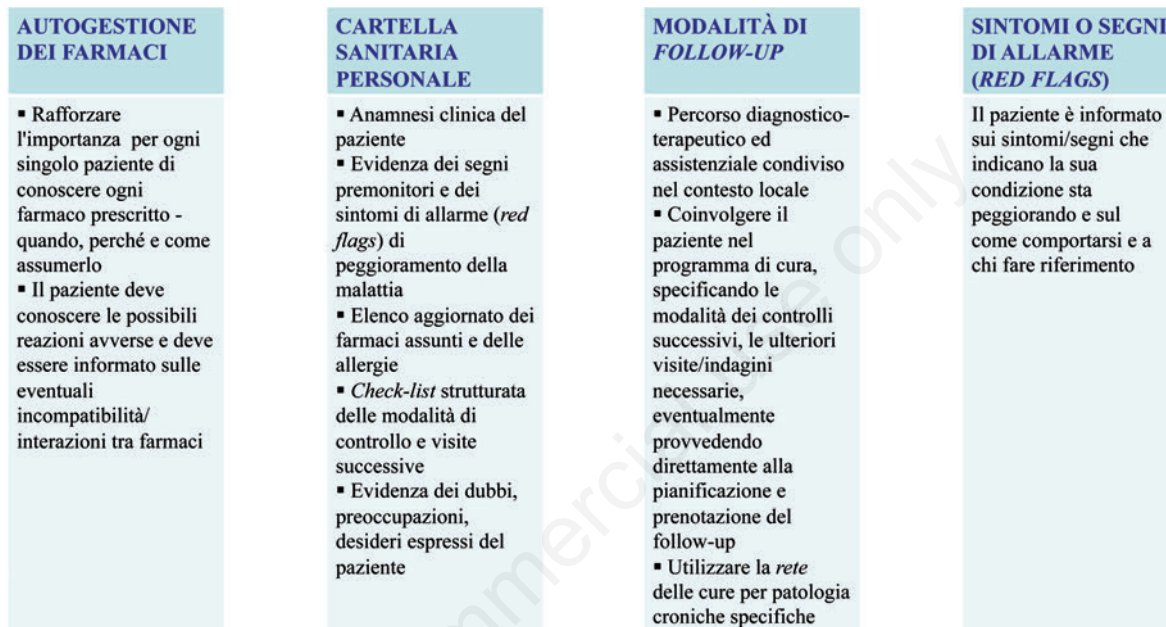 AUTOGESTIONE
DEI FARMACI
▪ Rafforzare
l'importanza per ogni
singolo paziente di
conoscere ogni
farmaco prescritto -
quando, perché e come
assumerlo
▪ Il paziente deve
conoscere le possibili
reazioni avverse e deve
essere informato sulle
eventuali
incompatibilità/
interazioni tra farmaci
CARTELLA
SANITARIA
PERSONALE
▪ Anamnesi clinica del
paziente
▪ Evidenza dei segni
premonitori e dei
sintomi di allarme (red
flags) di
peggioramento della
malattia
▪ Elenco aggiornato dei
farmaci assunti e delle
allergie
▪ Check-list strutturata
delle modalità di
controllo e visite
successive
▪ Evidenza dei dubbi,
preoccupazioni,
desideri espressi del
paziente
MODALITÀ DI
FOLLOW-UP
▪ Percorso diagnostico-
terapeutico ed
assistenziale condiviso
nel contesto locale
▪ Coinvolgere il
paziente nel
programma di cura,
specificando le
modalità dei controlli
successivi, le ulteriori
visite/indagini
necessarie,
eventualmente
provvedendo
direttamente alla
pianificazione e
prenotazione del
follow-up
▪ Utilizzare la rete
delle cure per patologia
croniche specifiche
SINTOMI O SEGNI
DI ALLARME
(RED FLAGS)
Il paziente è informato
sui sintomi/segni che
indicano la sua
condizione sta
peggiorando e sul
come comportarsi e a
chi fare riferimento